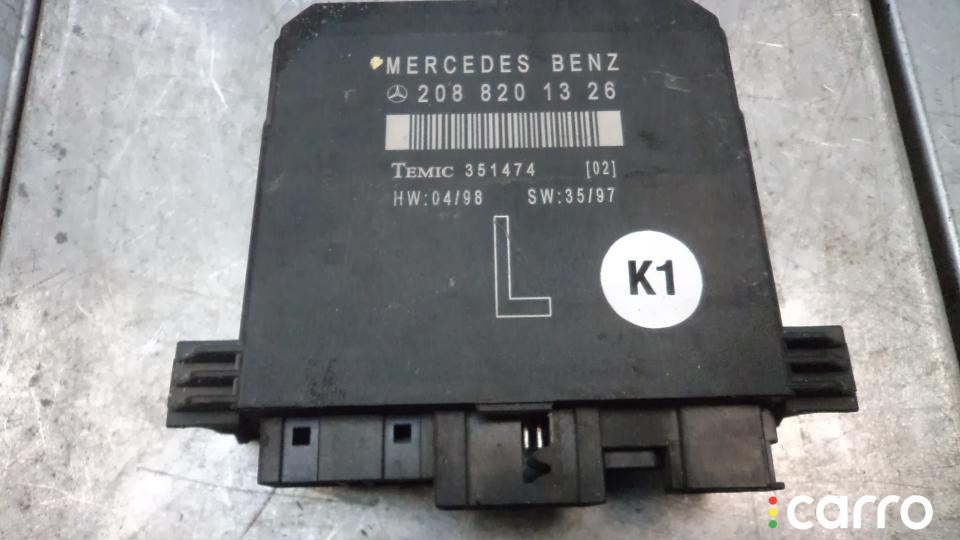 MERCEDES BENZ
208 820 13 26
TEMIC 351474 [02]
HW:04/98 SW:35/97
L
K1
carro